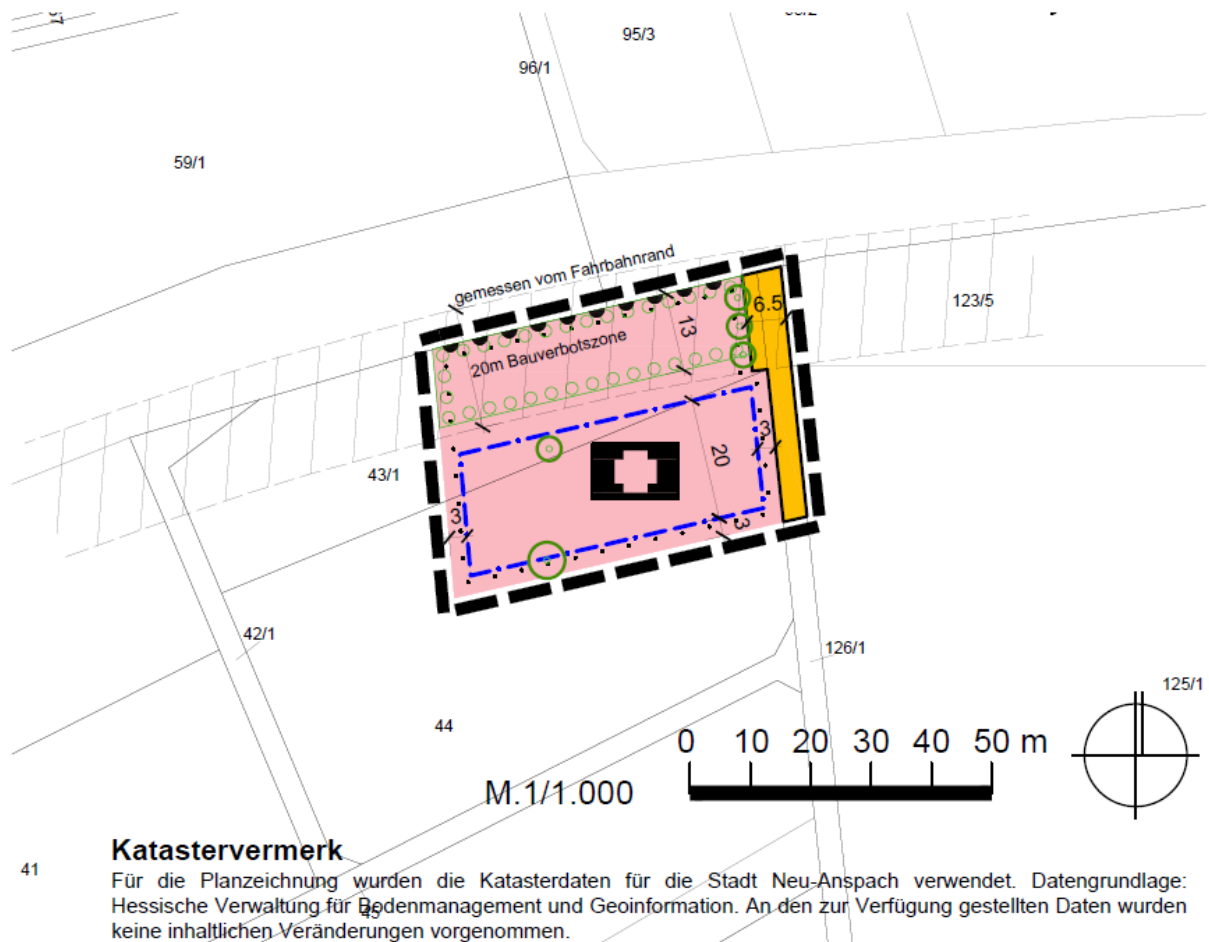 95/3
96/1
59/1
gemessen vom Fahrbahnrand
6.5
123/5
13
20m Bauverbotszone
3
20
43/1
3
3
42/1
126/1
125/1
44
0 10 20 30 40 50 m
M.1/1.000
Katastervermerk
41
Für die Planzeichnung wurden die Katasterdaten für die Stadt Neu-Anspach verwendet. Datengrundlage:
Hessische Verwaltung für Bodenmanagement und Geoinformation. An den zur Verfügung gestellten Daten wurden
45
keine inhaltlichen Veränderungen vorgenommen.